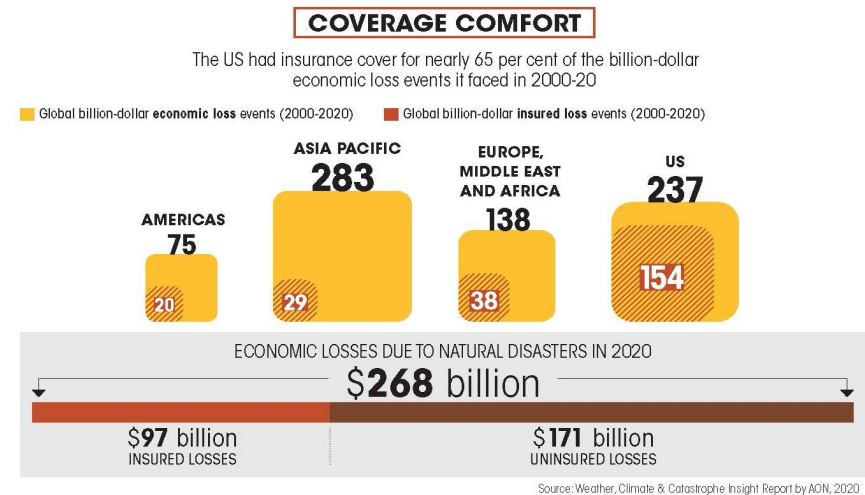 COVERAGE COMFORT
The US had insurance cover for nearly 65 per cent of the billion-dollar
economic loss events it faced in 2000-20
Global billion-dollar economic loss events (2000-2020)
Global billion-dollar insured loss events (2000-2020)
AMERICAS
75
20
ASIA PACIFIC
283
29
EUROPE,
MIDDLE EAST
AND AFRICA
138
38
US
237
154
ECONOMIC LOSSES DUE TO NATURAL DISASTERS IN 2020
$268 billion
$97 billion
INSURED LOSSES
$171 billion
UNINSURED LOSSES
Source: Weather, Climate & Catastrophe Insight Report by AON, 2020